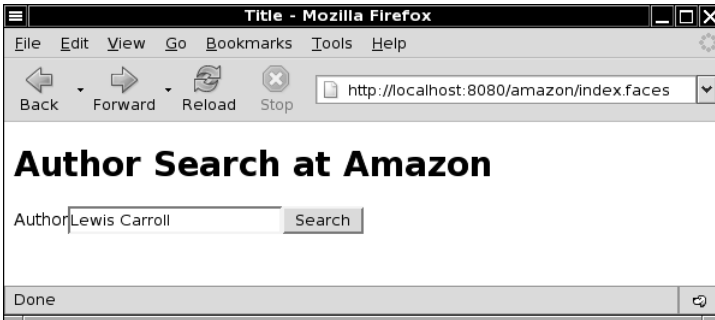 Title - Mozilla Firefox
File Edit View Go Bookmarks Tools Help
Back Forward Reload Stop http://localhost:8080/amazon/index.faces
Author Search at Amazon
Author Lewis Carroll Search
Done